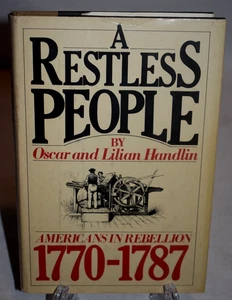 A
RESTLESS
PEOPLE
BY
Oscar and Lilian Handlin
AMERICANS IN REBELLION
1770-1787